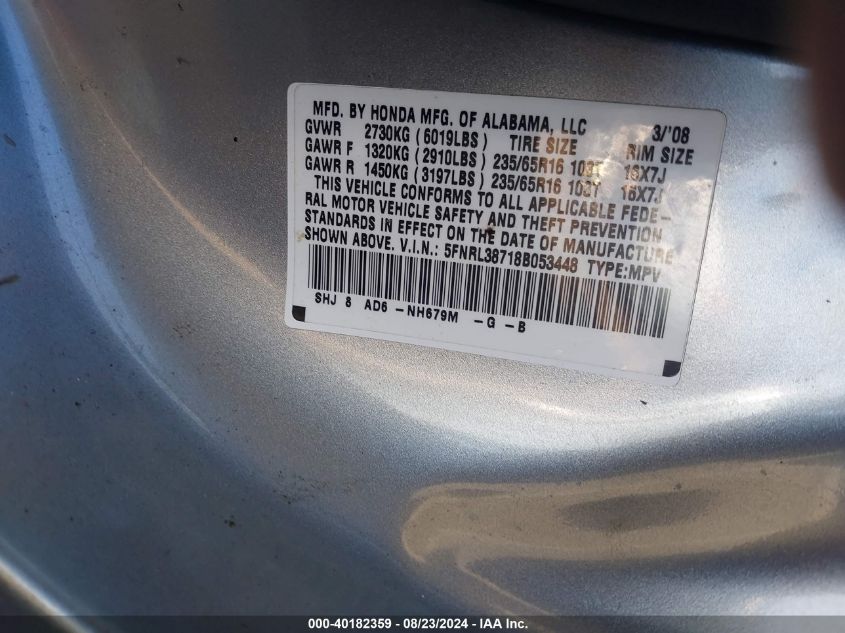 MFD. BY HONDA MFG. OF ALABAMA, LLC 3/'08
GVWR 2730KG (6019LBS) TIRE SIZE RIM SIZE
GAWR F 1320KG (2910LBS) 235/65R16 103T 16X7J
GAWR R 1450KG (3197LBS) 235/65R16 103T 16X7J
THIS VEHICLE CONFORMS TO ALL APPLICABLE FEDE-
RAL MOTOR VEHICLE SAFETY AND THEFT PREVENTION
STANDARDS IN EFFECT ON THE DATE OF MANUFACTURE
SHOWN ABOVE. V.I.N.: 5FNRL38718B053448 TYPE:MPV
SHJ 8 AD6 -NH679M -G -B
000-40182359 / 08/23/2024 - IAA Inc.